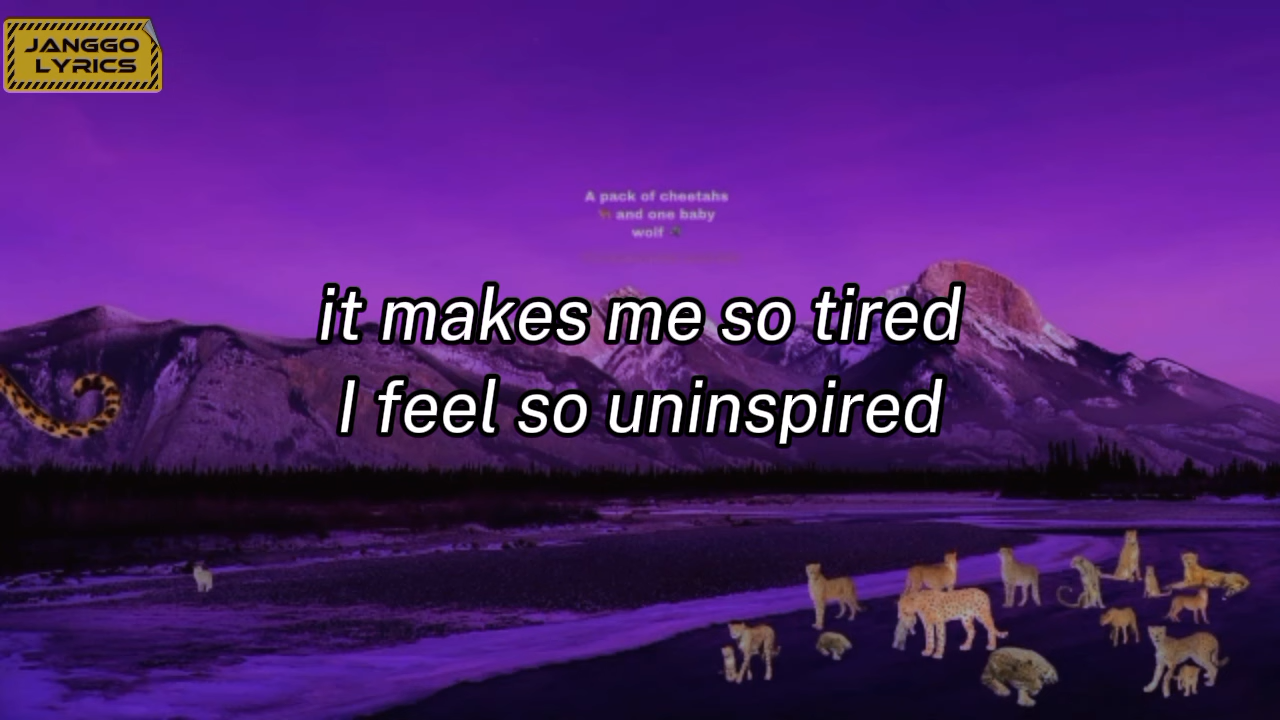 JANGGO
LYRICS
A pack of cheetahs
🐆 and one baby
wolf 🐺
it makes me so tired
I feel so uninspired